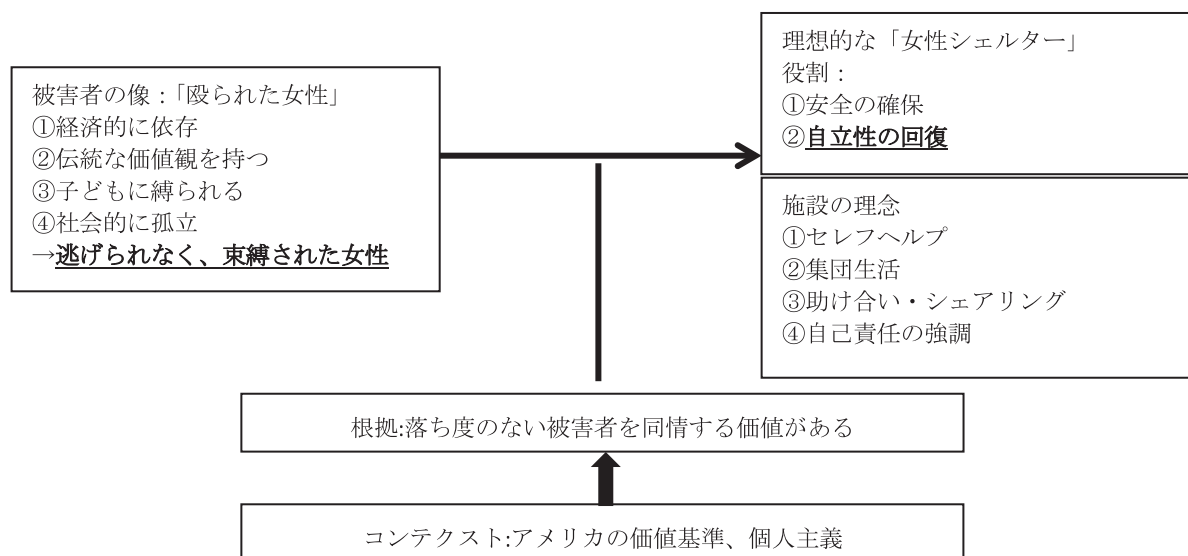 被害者の像：「殴られた女性」
①経済的に依存
②伝統な価値観を持つ
③子どもに縛られる
④社会的に孤立
→逃げられなく、束縛された女性
理想的な「女性シェルター」
役割：
①安全の確保
②自立性の回復
施設の理念
①セレフヘルプ
②集団生活
③助け合い・シェアリング
④自己責任の強調
根拠:落ち度のない被害者を同情する価値がある
コンテクスト:アメリカの価値基準、個人主義